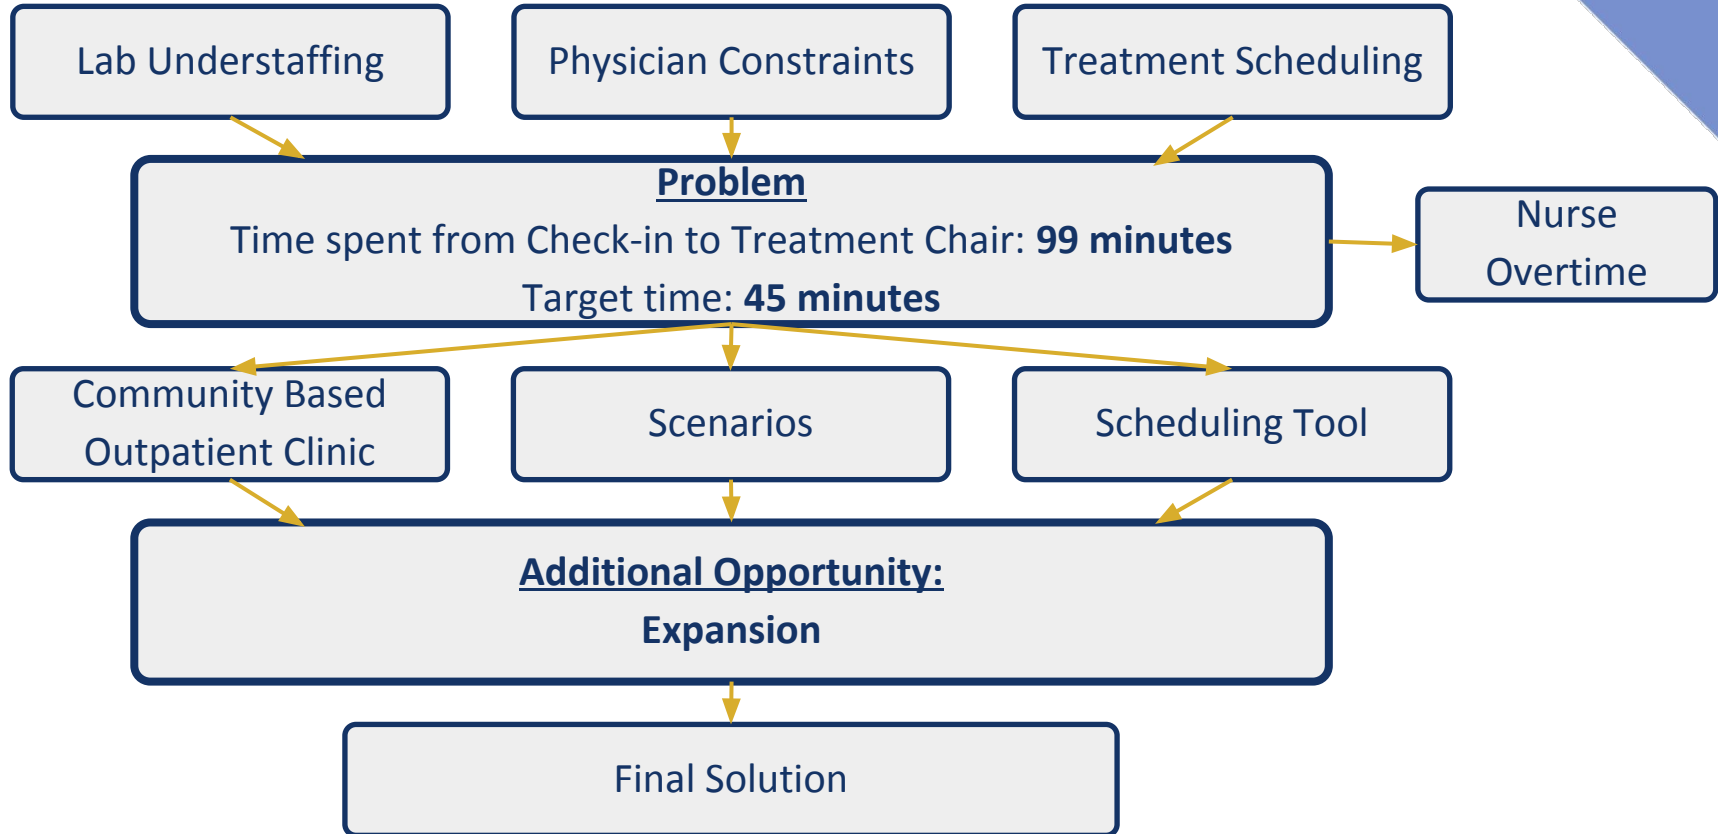 Lab Understaffing
Physician Constraints
Treatment Scheduling
Problem
Time spent from Check-in to Treatment Chair: 99 minutes
Target time: 45 minutes
Nurse
Overtime
Community Based
Outpatient Clinic
Scenarios
Scheduling Tool
Additional Opportunity:
Expansion
Final Solution